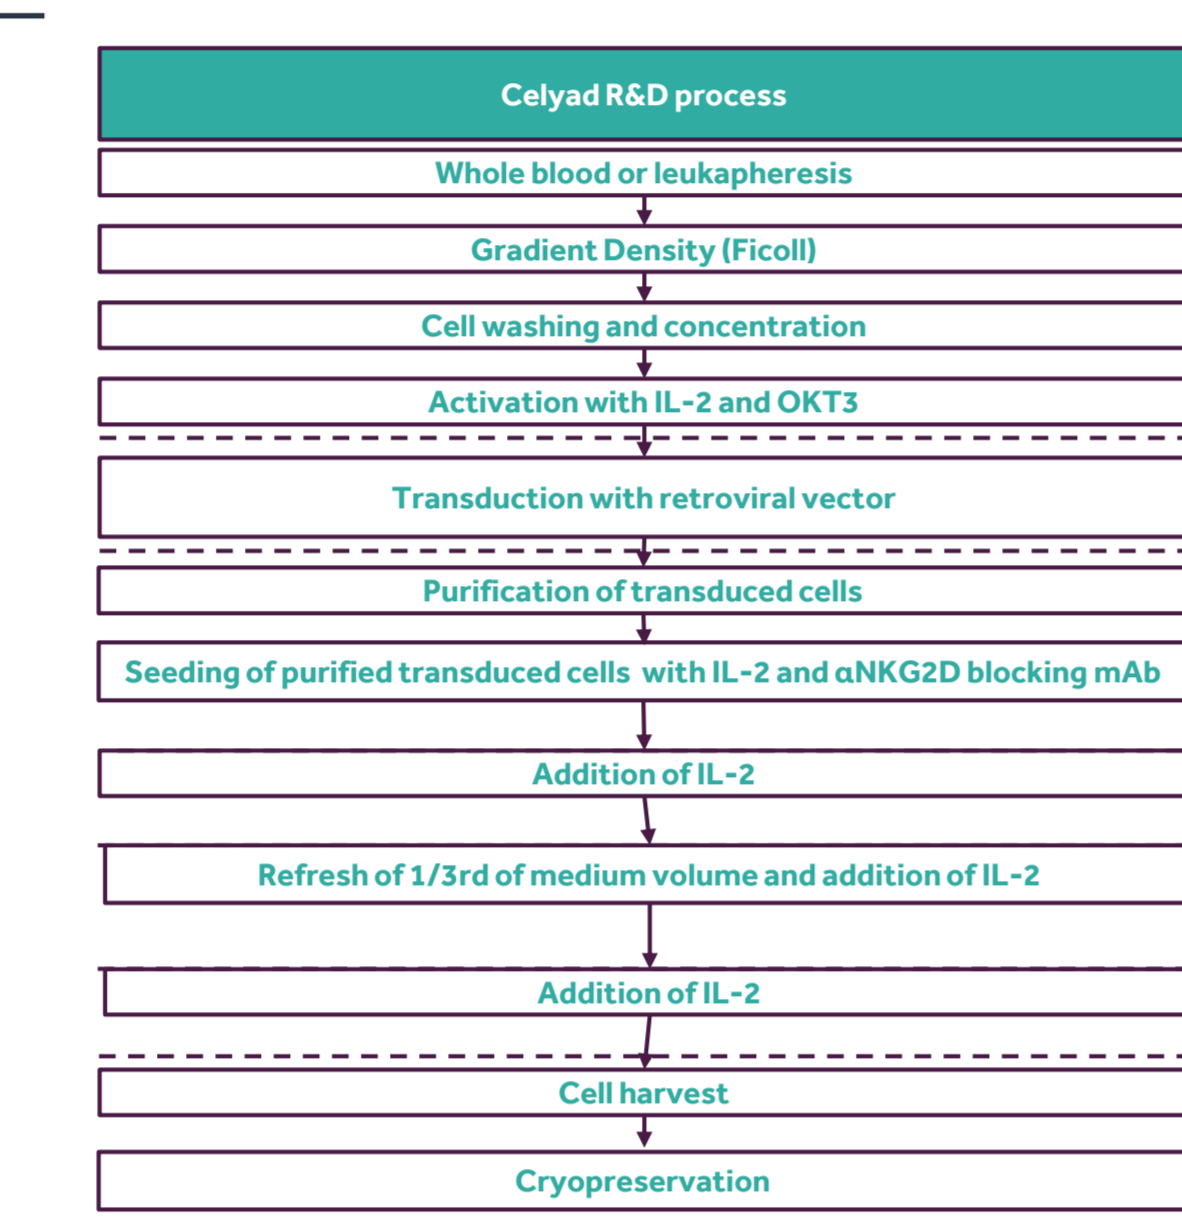 Celyad R&D process
Whole blood or leukapheresis
Gradient Density (Ficoll)
Cell washing and concentration
Activation with IL-2 and OKT3
Transduction with retroviral vector
Purification of transduced cells
Seeding of purified transduced cells with IL-2 and αNKG2D blocking mAb
Addition of IL-2
Refresh of 1/3rd of medium volume and addition of IL-2
Addition of IL-2
Cell harvest
Cryopreservation